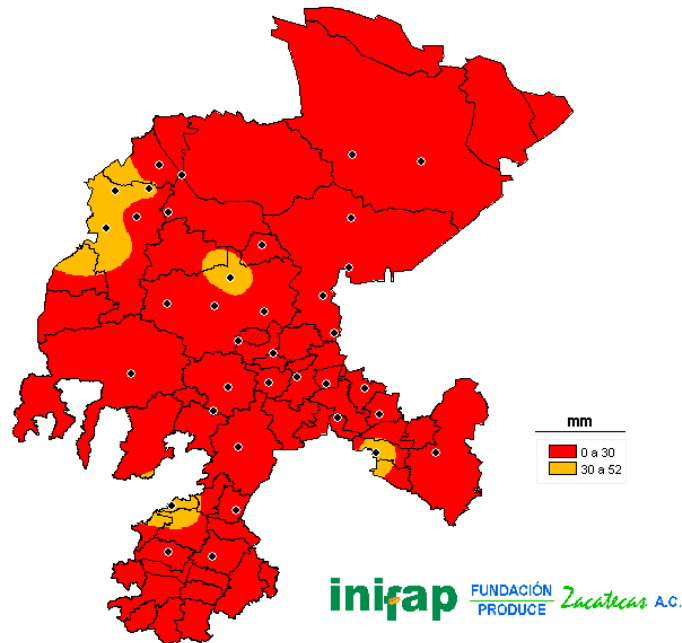 mm
0 a 30
30 a 52
inifap
FUNDACIÓN
PRODUCE
Zacatecas A.C.